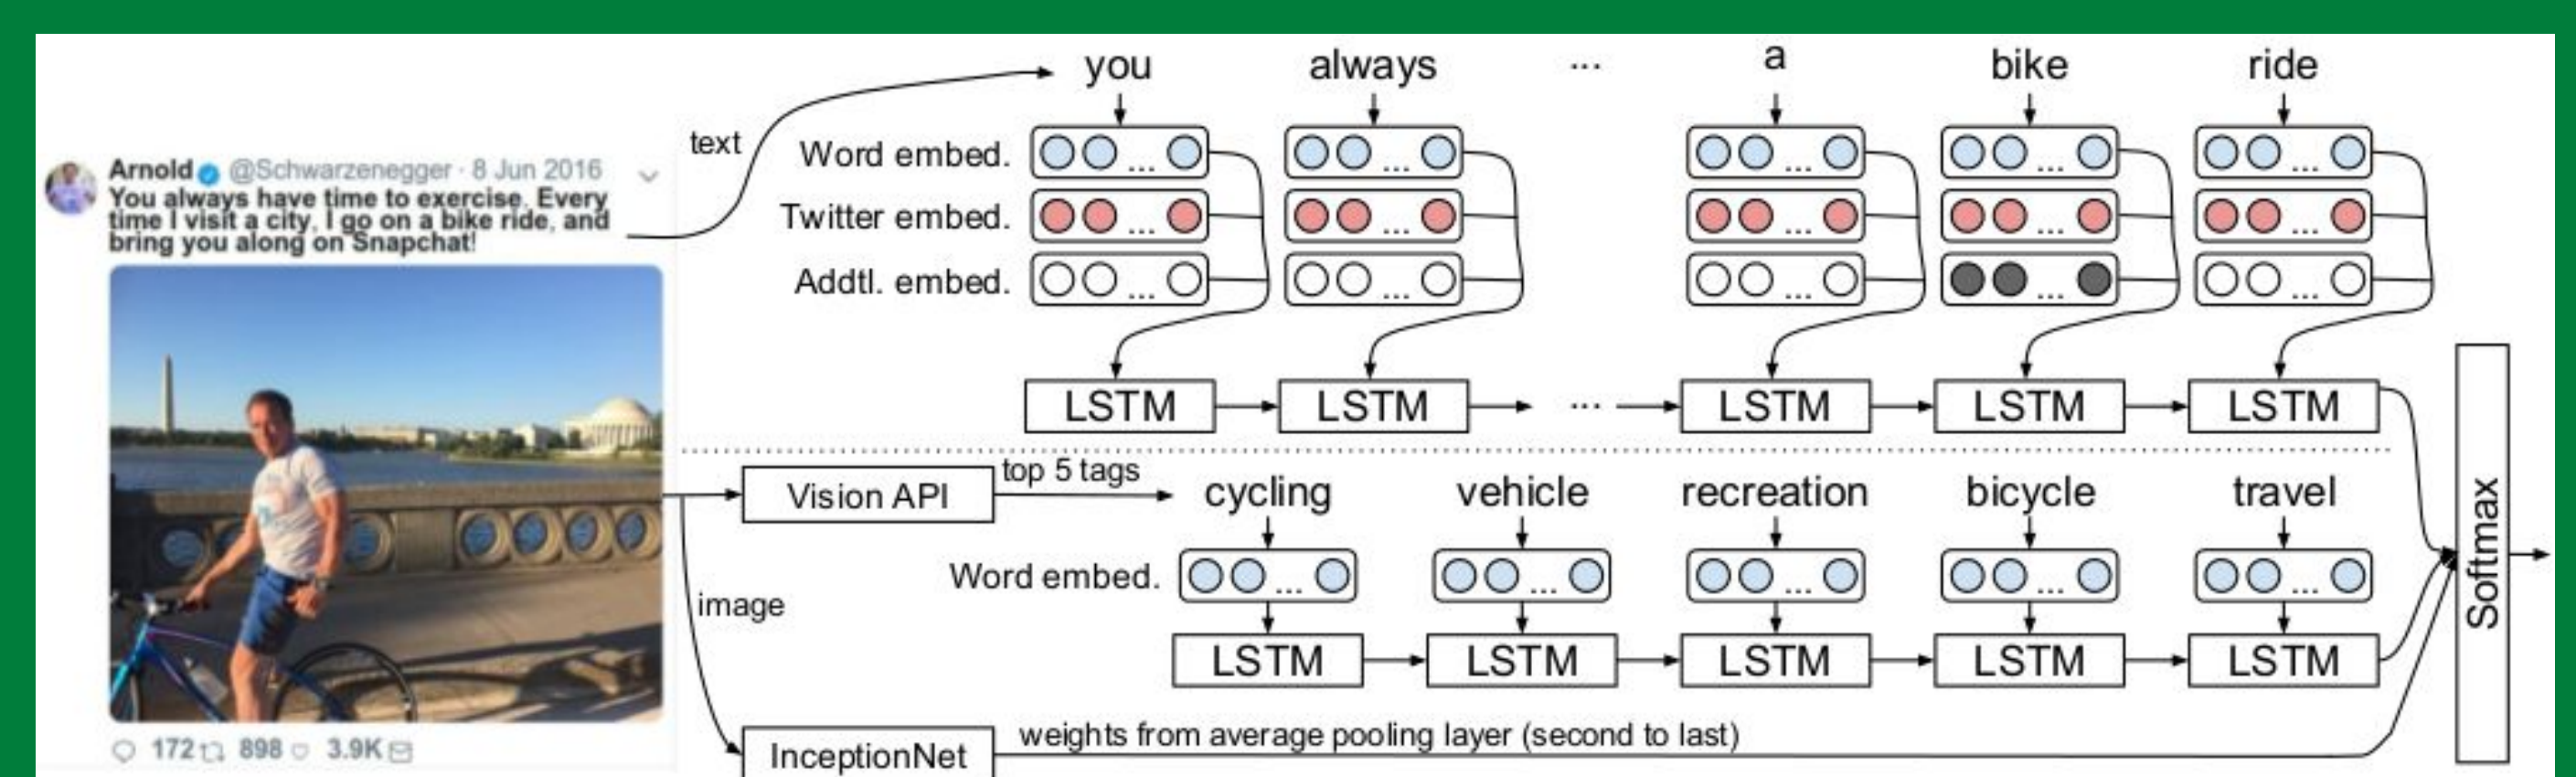 Arnold @Schwarzenegger · 8 Jun 2016
You always have time to exercise. Every
time I visit a city, I go on a bike ride, and
bring you along on Snapchat!
172 898 3.9K
text
you always ... a bike ride
Word embed.
... ... ... ... ...
Twitter embed.
... ... ... ... ...
Addtl. embed.
... ... ... ... ...
LSTM LSTM ... LSTM LSTM LSTM
Vision API
top 5 tags
cycling vehicle recreation bicycle travel
Word embed.
... ... ... ... ...
LSTM LSTM LSTM LSTM LSTM
image
InceptionNet
weights from average pooling layer (second to last)
Softmax